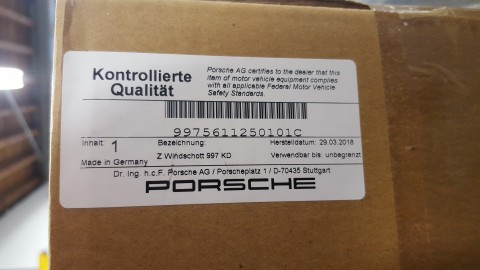 Kontrollierte
Qualität
Porsche AG certifies to the dealer that this
item of motor vehicle equipment complies
with all applicable Federal Motor Vehicle
Safety Standards.
9975611250101C
Inhalt: 1
Bezeichnung:
Herstelldatum: 29.03.2018
Made in Germany
Z Windschott 997 KD
Verwendbar bis: unbegrenzt
Dr. Ing. h.c.F. Porsche AG / Porscheplatz 1 / D-70435 Stuttgart
PORSCHE